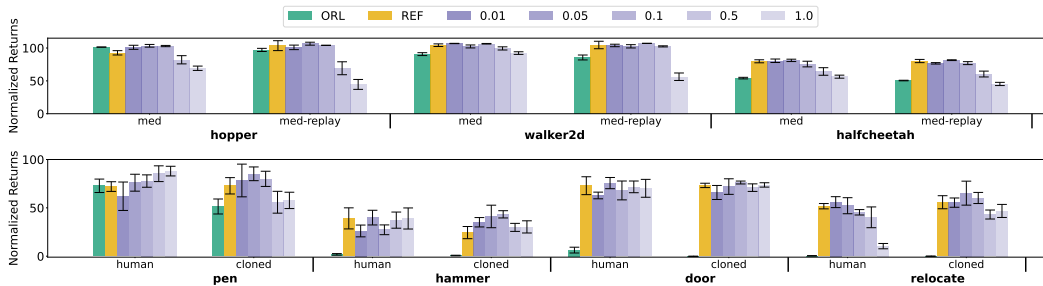 ORL REF 0.01 0.05 0.1 0.5 1.0
Normalized Returns
100
50
0
med med-replay med med-replay med med-replay
hopper walker2d halfcheetah
Normalized Returns
100
50
0
human cloned human cloned human cloned human cloned
pen hammer door relocate